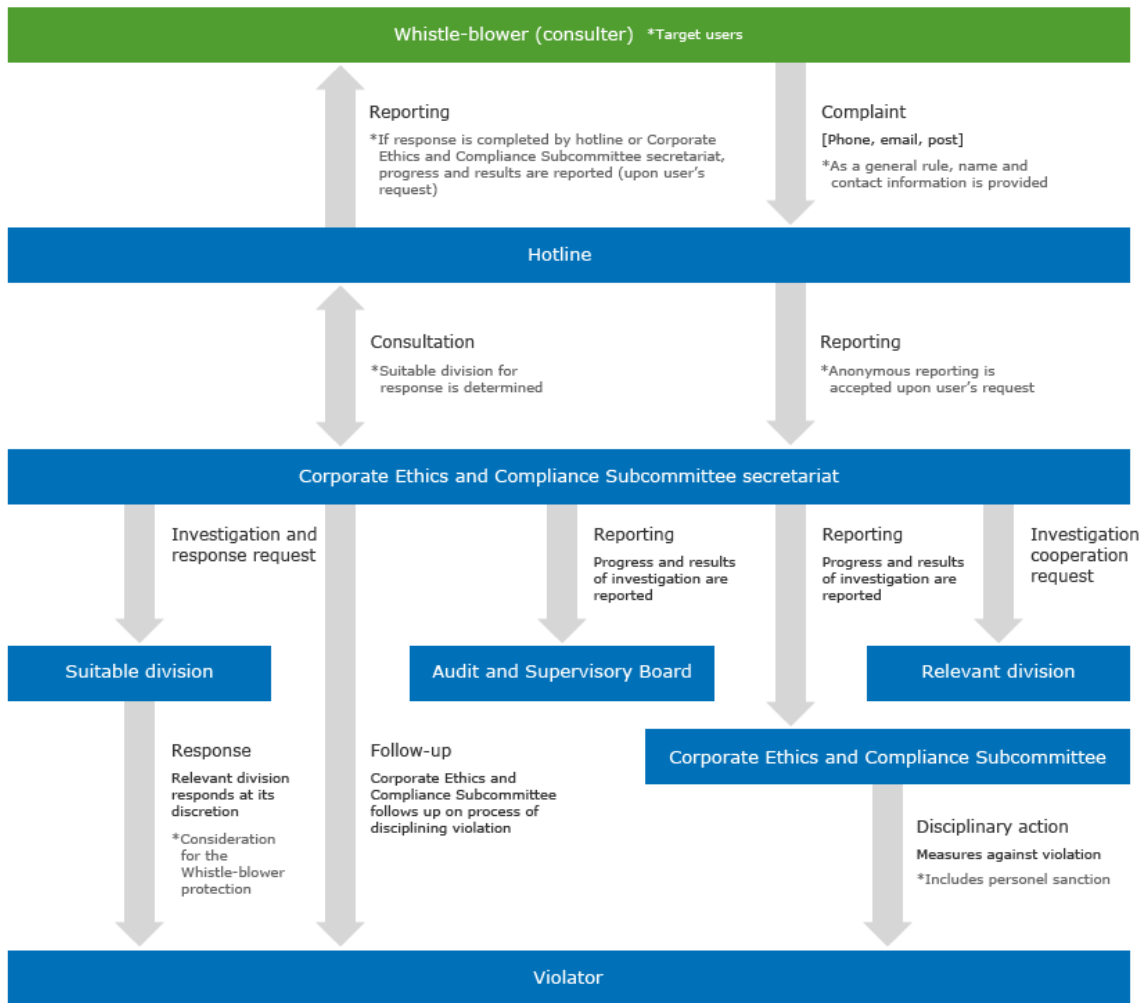 Whistle-blower (consulter) *Target users
Reporting
*If response is completed by hotline or Corporate
Ethics and Compliance Subcommittee secretariat,
progress and results are reported (upon user's
request)
Complaint
[Phone, email, post]
*As a general rule, name and
contact information is provided
Hotline
Consultation
*Suitable division for
response is determined
Reporting
*Anonymous reporting is
accepted upon user's request
Corporate Ethics and Compliance Subcommittee secretariat
Investigation and
response request
Reporting
Progress and results
of investigation are
reported
Reporting
Progress and results
of investigation are
reported
Investigation
cooperation
request
Suitable division
Audit and Supervisory Board
Relevant division
Response
Relevant division
responds at its
discretion
*Consideration
for the
Whistle-blower
protection
Follow-up
Corporate Ethics and
Compliance Subcommittee
follows up on process of
disciplining violation
Corporate Ethics and Compliance Subcommittee
Disciplinary action
Measures against violation
*Includes personel sanction
Violator